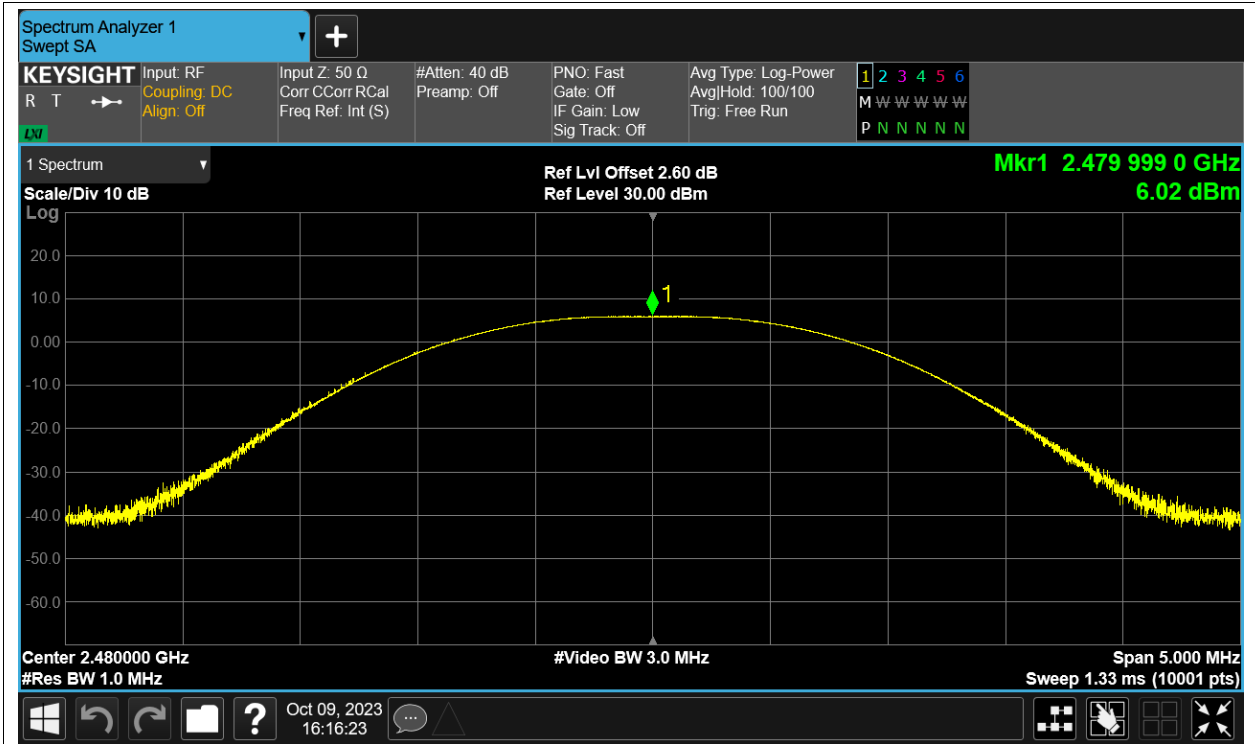 Spectrum Analyzer 1
Swept SA
KEYSIGHT
R T
LXI
Input: RF
Coupling: DC
Align: Off
Input Z: 50 Ω
Corr CCorr RCal
Freq Ref: Int (S)
#Atten: 40 dB
Preamp: Off
PNO: Fast
Gate: Off
IF Gain: Low
Sig Track: Off
Avg Type: Log-Power
Avg|Hold: 100/100
Trig: Free Run
1 2 3 4 5 6
M W W W W W
P N N N N N
1 Spectrum
Scale/Div 10 dB
Ref Lvl Offset 2.60 dB
Ref Level 30.00 dBm
Mkr1 2.479 999 0 GHz
6.02 dBm
Log
20.0
10.0
1
0.00
-10.0
-20.0
-30.0
-40.0
-50.0
-60.0
Center 2.480000 GHz
#Video BW 3.0 MHz
Span 5.000 MHz
#Res BW 1.0 MHz
Sweep 1.33 ms (10001 pts)
?
Oct 09, 2023
16:16:23